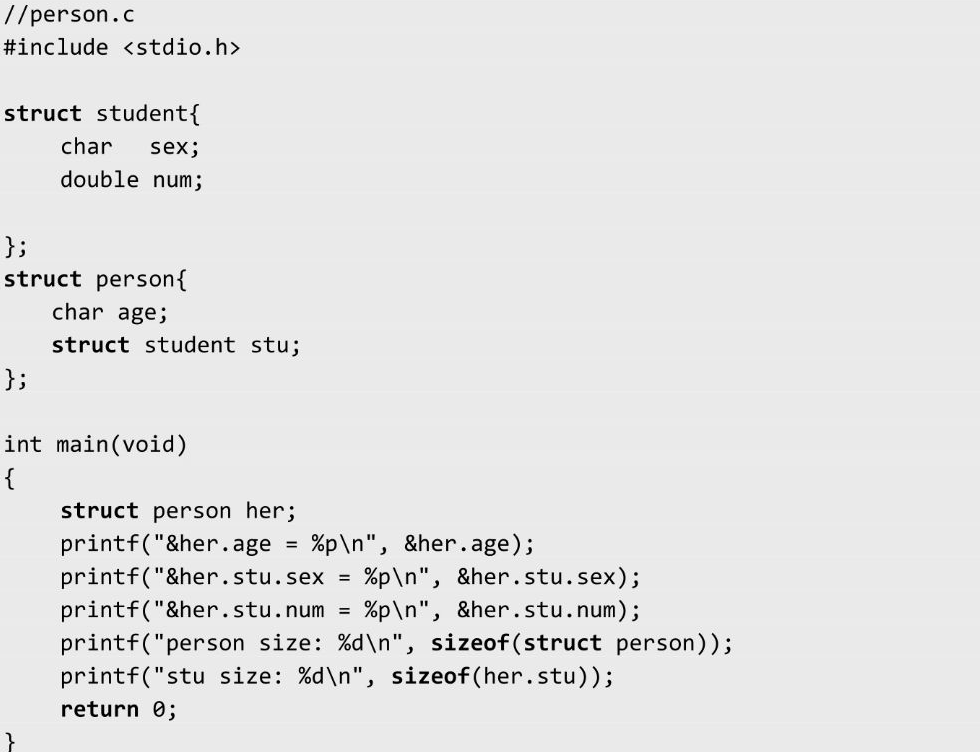 //person.c
#include <stdio.h>
struct student{
char   sex;
double num;
};
struct person{
char age;
struct student stu;
};
int main(void)
{
struct person her;
printf("&her.age = %p\n", &her.age);
printf("&her.stu.sex = %p\n", &her.stu.sex);
printf("&her.stu.num = %p\n", &her.stu.num);
printf("person size: %d\n", sizeof(struct person));
printf("stu size: %d\n", sizeof(her.stu));
return 0;
}